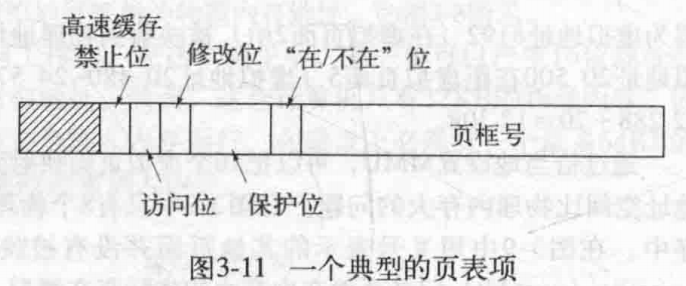 高速缓存
禁止位
修改位
“在/不在”位
页框号
访问位
保护位
图3-11 一个典型的页表项